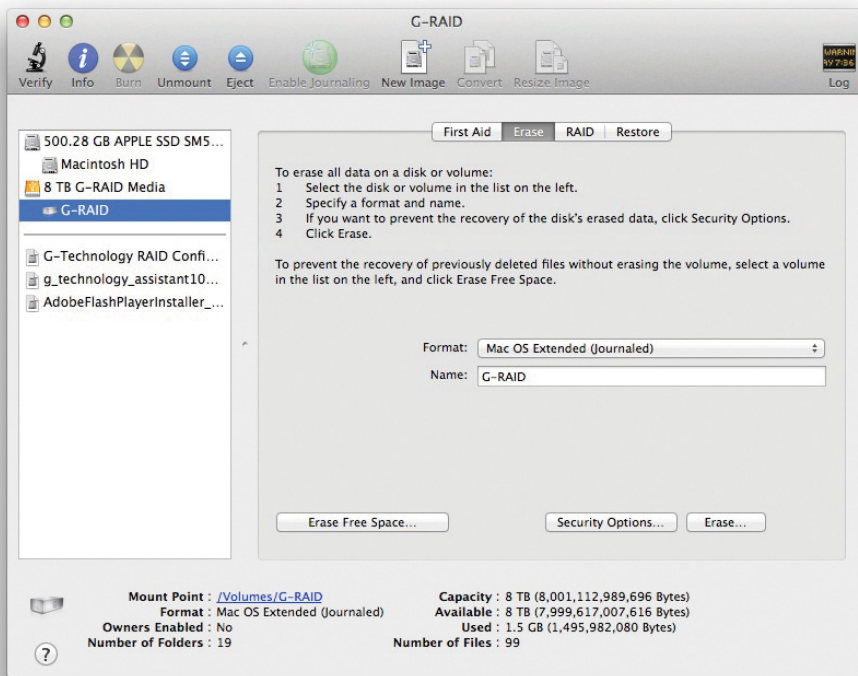 G-RAID
Verify Info Burn Unmount Eject Enable Journaling New Image Convert Resize Image Log
WARNIN
AY 7:36
500.28 GB APPLE SSD SM5...
Macintosh HD
8 TB G-RAID Media
G-RAID
G-Technology RAID Confi...
g_technology_assistant10...
AdobeFlashPlayerInstaller_...
First Aid Erase RAID Restore
To erase all data on a disk or volume:
1 Select the disk or volume in the list on the left.
2 Specify a format and name.
3 If you want to prevent the recovery of the disk's erased data, click Security Options.
4 Click Erase.
To prevent the recovery of previously deleted files without erasing the volume, select a volume
in the list on the left, and click Erase Free Space.
Format: Mac OS Extended (Journaled)
Name: G-RAID
Erase Free Space... Security Options... Erase...
Mount Point : /Volumes/G-RAID Capacity : 8 TB (8,001,112,989,696 Bytes)
Format : Mac OS Extended (Journaled) Available : 8 TB (7,999,617,007,616 Bytes)
Owners Enabled : No Used : 1.5 GB (1,495,982,080 Bytes)
Number of Folders : 19 Number of Files : 99
?